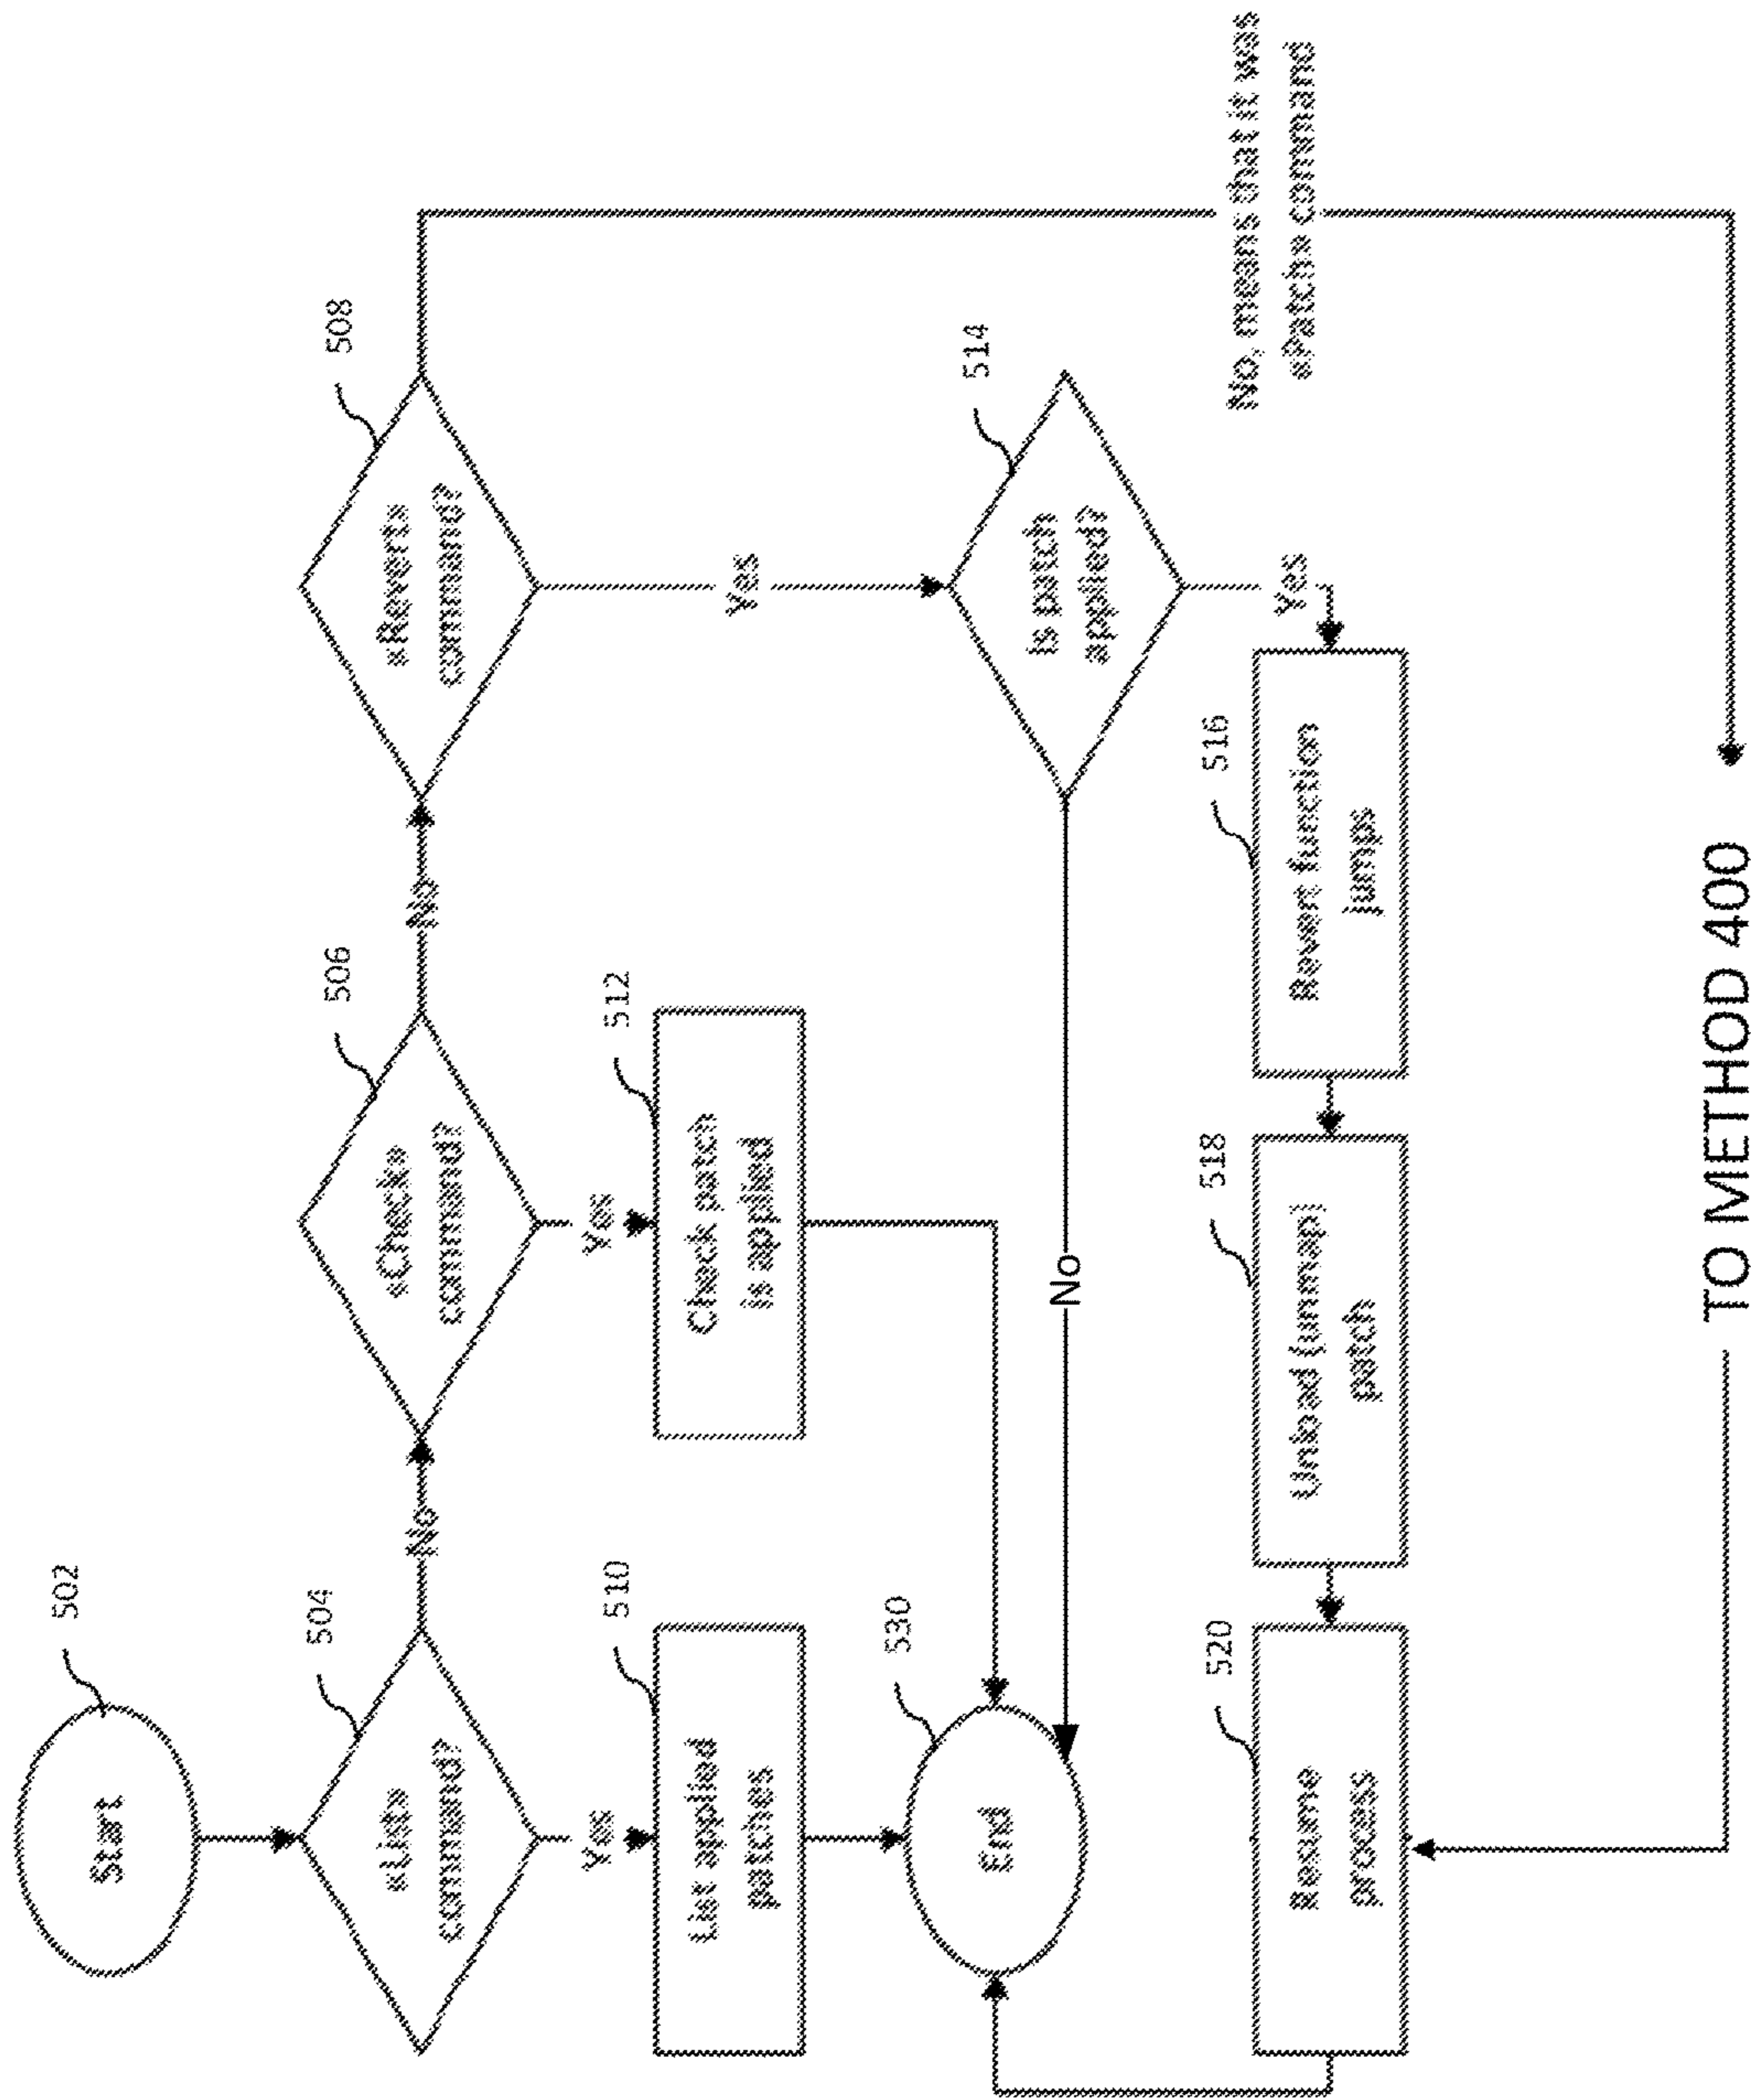 502
Start
504
«List»
command?
No
506
«Check»
command?
No
508
«Revert»
command?
Yes
510
List applied
patches
Yes
512
Check patch
is applied
Yes
530
End
No
514
Is patch
applied?
Yes
No, means that it was
«Patch» command
520
Resume
process
518
Unload (unmap)
patch
516
Revert function
jumps
TO METHOD 400